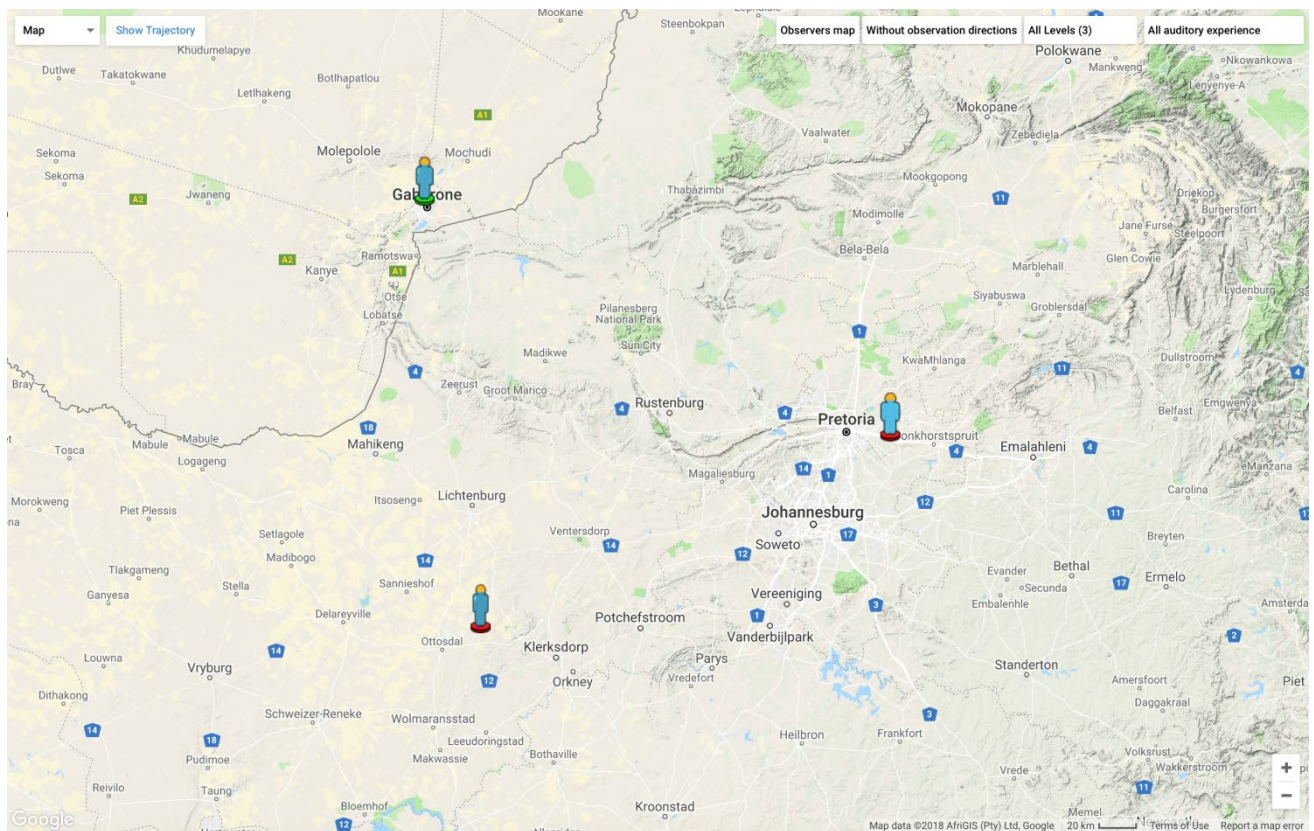 Mookane
Steenbokpan
Map
Show Trajectory
Observers map
Without observation directions
All Levels (3)
All auditory experience
Khudumelapye
Polokwane
Nkowankowa
Dutlwe
Takatokwane
Botlhapatlou
Mankweng
Lenyenye-A
Letlhakeng
Mokopane
A1
Vaalwater
Zebediela
Sekoma
Molepolole
Mochudi
Sekoma
Mookgopong
Jwaneng
A2
Gab rone
Thabazimbi
11
Driekop
Burgersfort
Modimolle
Jane Furse
Steelpoort
Ramotswa
Bela-Bela
A2
Kanye
A1
Marblehall
Glen Cowie
Otse
Siyabuswa
Lydenburg
Lobatse
Pilanesberg
National Park
Groblersdal
Sun City
1
Madikwe
KwaMhlanga
Dullstroom
Bray
4
Zeerust
Groot Marico
11
4
Rustenburg
4
4
Belfast
Emgwenya
18
Pretoria
Mabule
Mabule
Mahikeng
onkhorstspruit
Emalahleni
4
Tosca
Logageng
4
Magaliesburg
14
1
eManzana
Morokweng
Itsoseng
Lichtenburg
Carolina
Piet Plessis
12
11
Johannesburg
Setlagole
Ventersdorp
14
Soweto
17
Breyten
Madibogo
14
12
Tlakgameng
Evander
Bethal
Ganyesa
Stella
Sannieshof
Secunda
17
Ermelo
Vereeniging
Embalenhle
Delareyville
Potchefstroom
1
3
Amsterda
Vanderbijlpark
2
Ottosdal
Klerksdorp
Louwna
14
Parys
Vryburg
Orkney
Vredefort
Standerton
12
Amersfoort
Piet
Dithakong
Daggakraal
Schweizer-Reneke
Wolmaransstad
3
14
18
Leeudoringstad
Heilbron
Frankfort
Makwassie
Bothaville
Volksrust
Pudimoe
Wakkerstroom
Vrede
Reivilo
Taung
11
Bloemhof
Kroonstad
Memel
12
Google
Map data ©2018 AfriGIS (Pty) Ltd, Google
20 km
Terms of Use
Report a map error